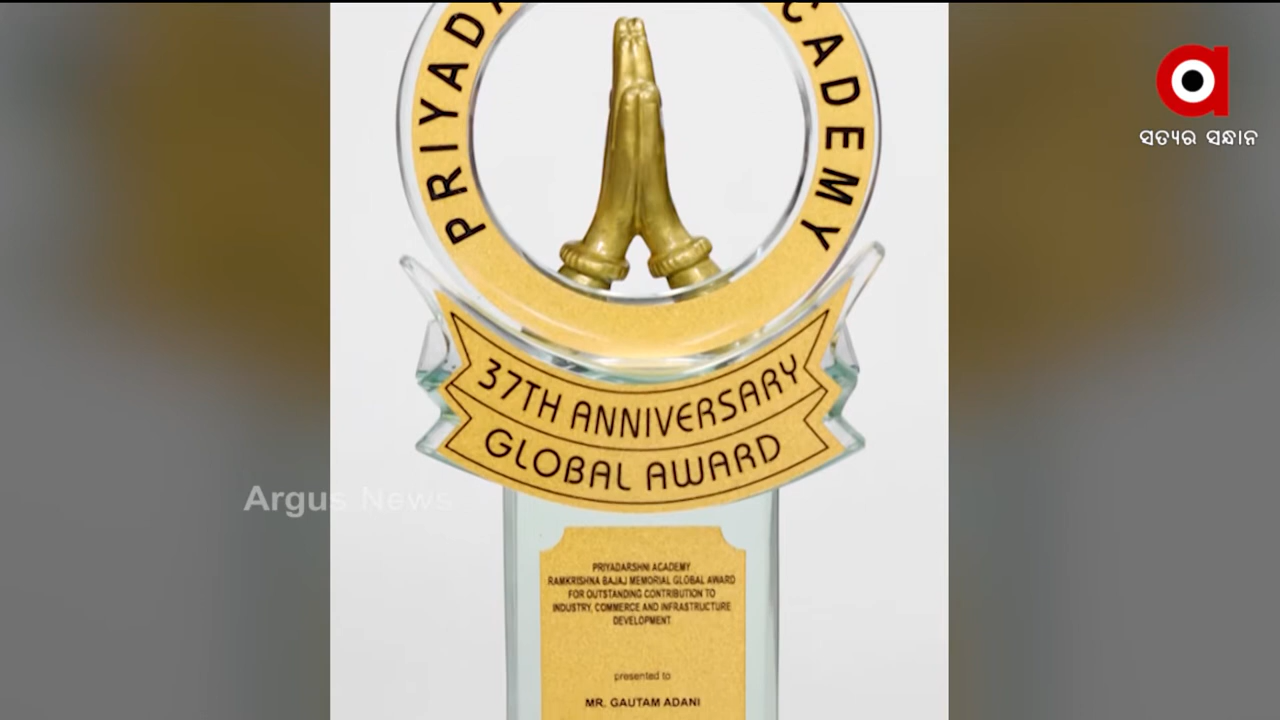 PRIYADA
CADEMY
ସତ୍ୟର ସନ୍ଧାନ
37TH ANNIVERSARY
GLOBAL AWARD
Argus News
PRIYADARSHNI ACADEMY
RAMKRISHNA BAJAJ MEMORIAL GLOBAL AWARD
FOR OUTSTANDING CONTRIBUTION TO
INDUSTRY, COMMERCE AND INFRASTRUCTURE
DEVELOPMENT
presented to
MR. GAUTAM ADANI